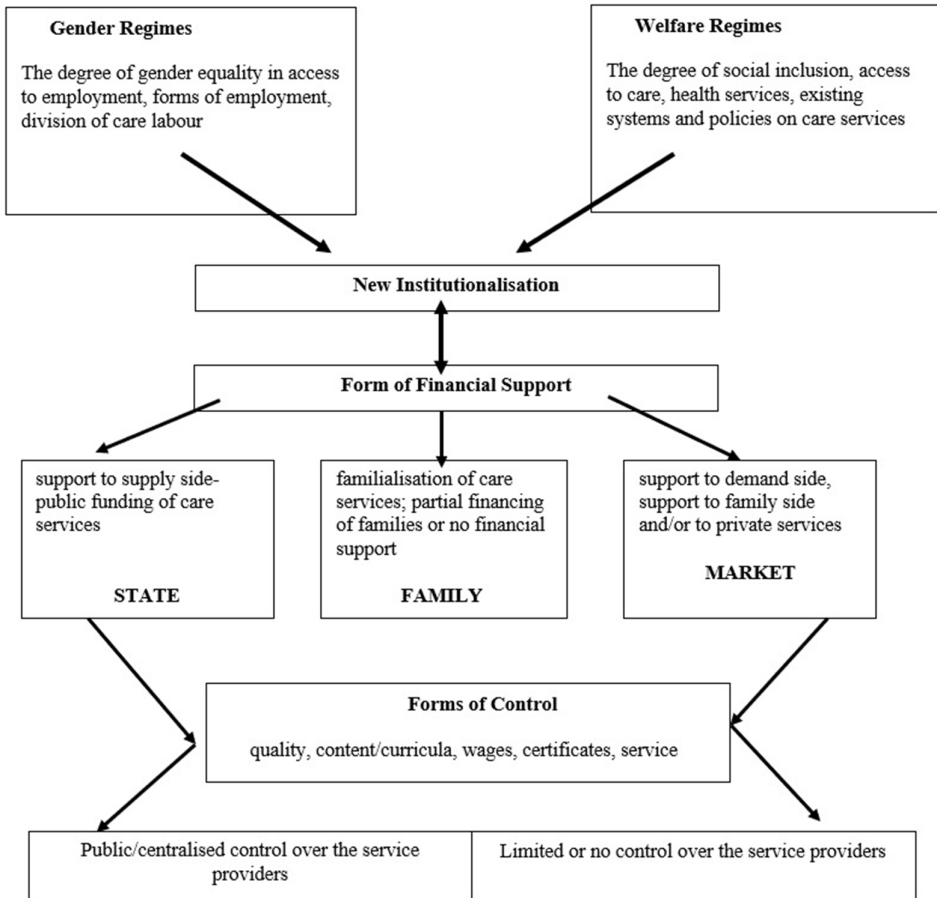 Gender Regimes
The degree of gender equality in access
to employment, forms of employment,
division of care labour
Welfare Regimes
The degree of social inclusion, access
to care, health services, existing
systems and policies on care services
New Institutionalisation
Form of Financial Support
support to supply side-
public funding of care
services
STATE
familialisation of care
services; partial financing
of families or no financial
support
FAMILY
support to demand side,
support to family side
and/or to private services
MARKET
Forms of Control
quality, content/curricula, wages, certificates, service
Public/centralised control over the service
providers
Limited or no control over the service providers